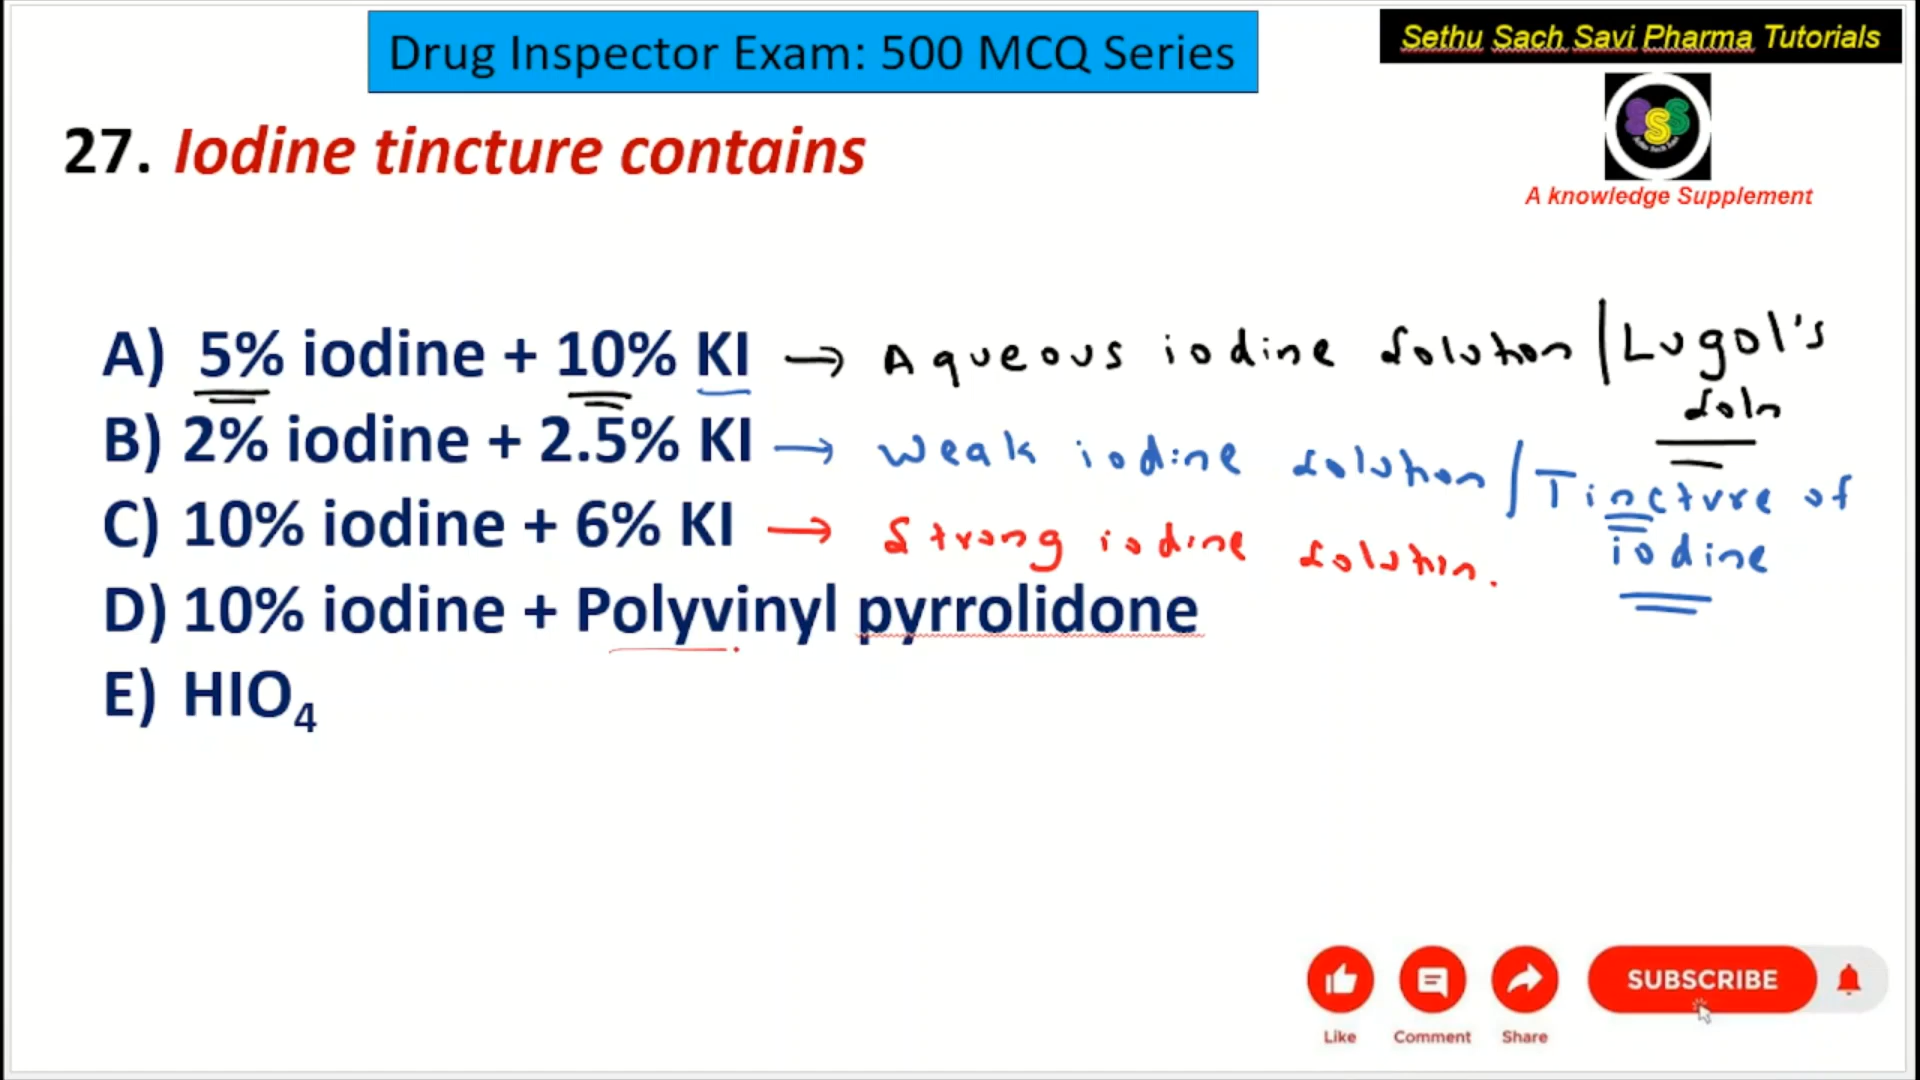 Drug Inspector Exam: 500 MCQ Series
Sethu Sach Savi Pharma Tutorials
SSS
A knowledge Supplement
27. Iodine tincture contains
A) 5% iodine + 10% KI → Aqueous iodine solution / Lugol's
soln
B) 2% iodine + 2.5% KI → Weak iodine solution / Tincture of
iodine
C) 10% iodine + 6% KI → Strong iodine solution.
D) 10% iodine + Polyvinyl pyrrolidone
E) HIO₄
SUBSCRIBE
Like Comment Share